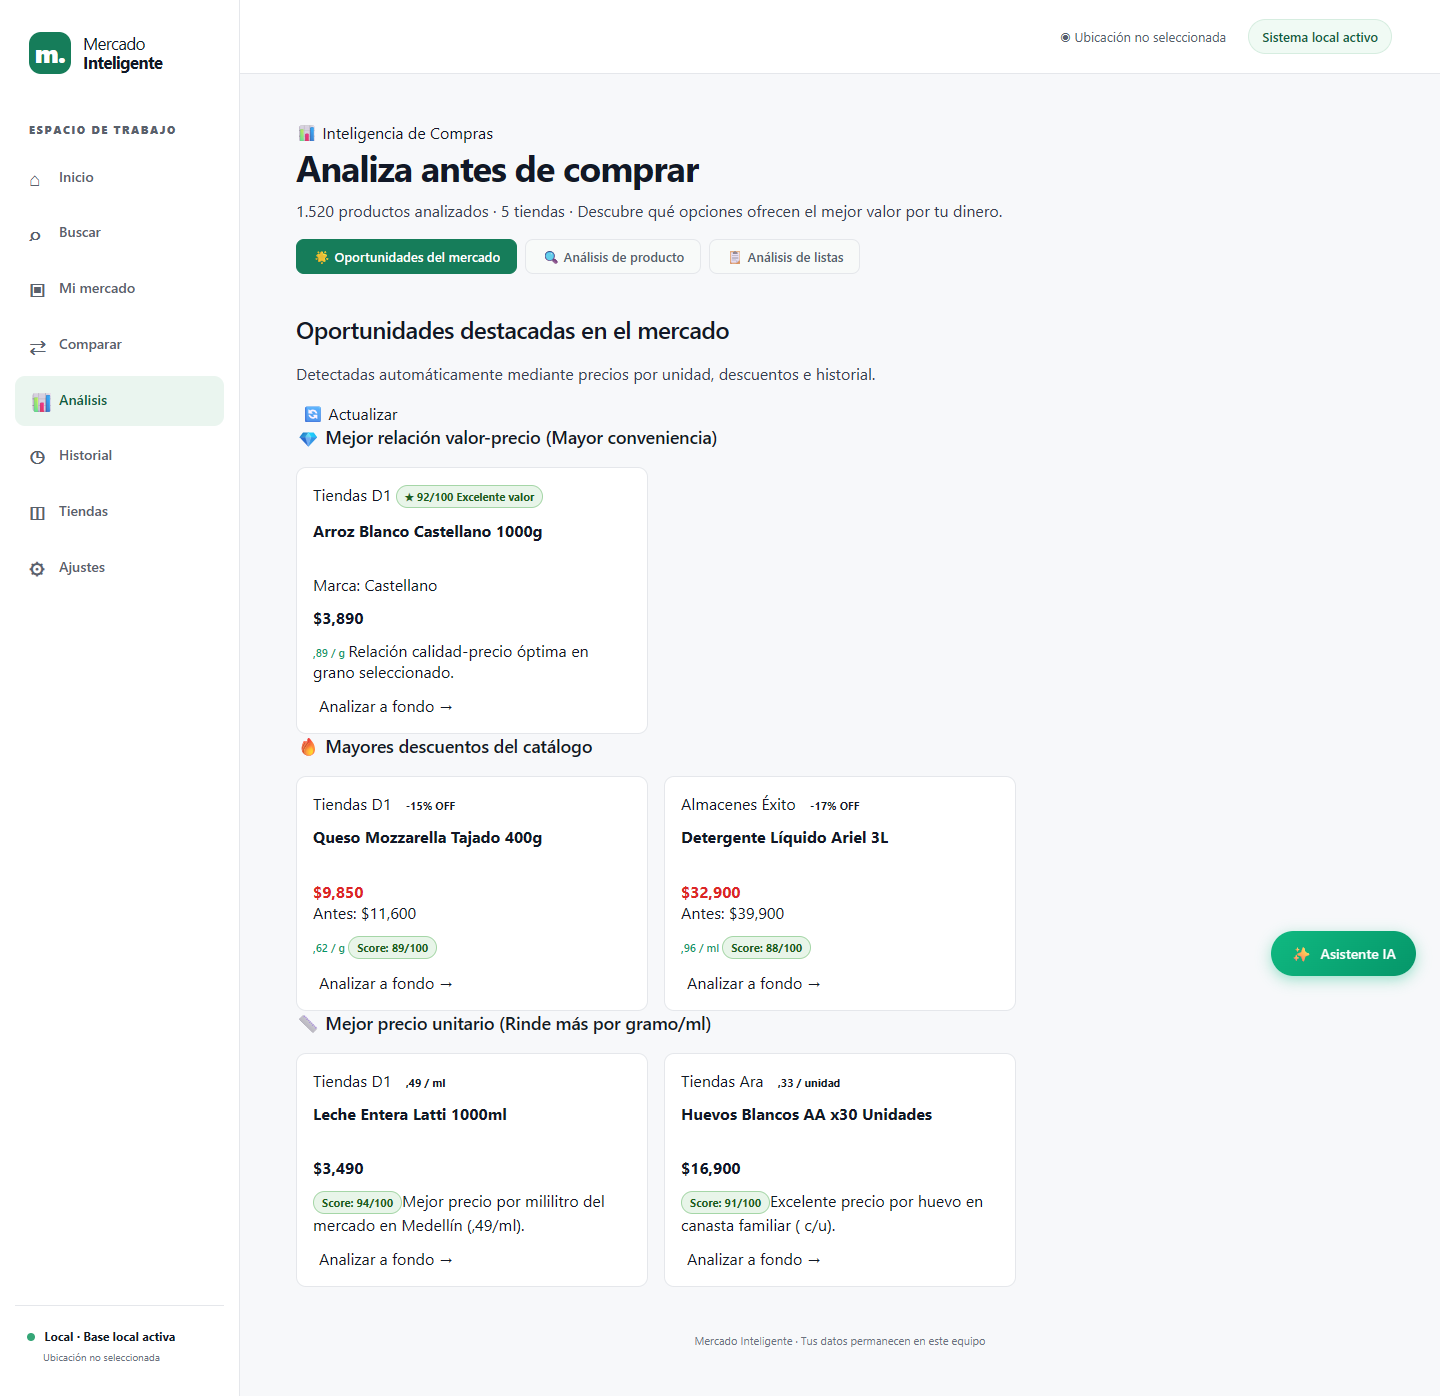 m.
Mercado
Inteligente
ESPACIO DE TRABAJO
Inicio
Buscar
Mi mercado
Comparar
Análisis
Historial
Tiendas
Ajustes
Local · Base local activa
Ubicación no seleccionada
◉ Ubicación no seleccionada
Sistema local activo
📊 Inteligencia de Compras
Analiza antes de comprar
1.520 productos analizados · 5 tiendas · Descubre qué opciones ofrecen el mejor valor por tu dinero.
Oportunidades del mercado
🔍 Análisis de producto
📋 Análisis de listas
Oportunidades destacadas en el mercado
Detectadas automáticamente mediante precios por unidad, descuentos e historial.
🔄 Actualizar
💎 Mejor relación valor-precio (Mayor conveniencia)
Tiendas D1 ★ 92/100 Excelente valor
Arroz Blanco Castellano 1000g
Marca: Castellano
$3,890
,89 / g Relación calidad-precio óptima en
grano seleccionado.
Analizar a fondo →
🔥 Mayores descuentos del catálogo
Tiendas D1 -15% OFF
Queso Mozzarella Tajado 400g
$9,850
Antes: $11,600
,62 / g Score: 89/100
Analizar a fondo →
Almacenes Éxito -17% OFF
Detergente Líquido Ariel 3L
$32,900
Antes: $39,900
,96 / ml Score: 88/100
Analizar a fondo →
📏 Mejor precio unitario (Rinde más por gramo/ml)
Tiendas D1 ,49 / ml
Leche Entera Latti 1000ml
$3,490
Score: 94/100 Mejor precio por mililitro del
mercado en Medellín (,49/ml).
Analizar a fondo →
Tiendas Ara ,33 / unidad
Huevos Blancos AA x30 Unidades
$16,900
Score: 91/100 Excelente precio por huevo en
canasta familiar ( c/u).
Analizar a fondo →
✨ Asistente IA
Mercado Inteligente · Tus datos permanecen en este equipo